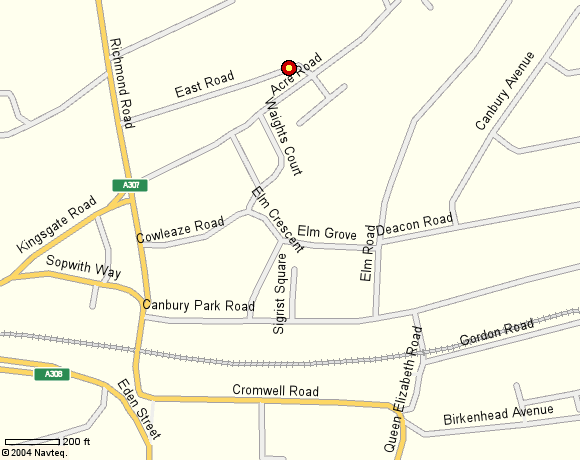 Richmond Road
East Road
Acre Road
Canbury Avenue
Waights Court
A307
Kingsgate Road
Elm Crescent
Cowleaze Road
Elm Grove
Deacon Road
Elm Road
Sopwith Way
Sigrist Square
Canbury Park Road
Gordon Road
Queen Elizabeth Road
A308
Eden Street
Cromwell Road
Birkenhead Avenue
200 ft
© 2004 Navteq.